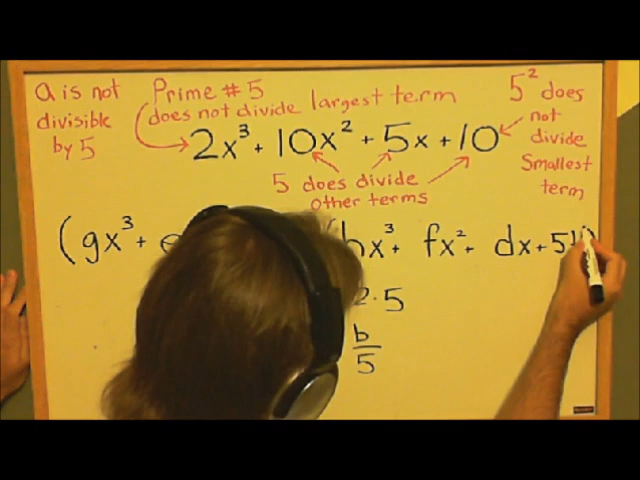 a is not
divisible
by 5
Prime # 5
does not divide largest term
5² does
not
divide
Smallest
term
2x³ + 10x² + 5x + 10
5 does divide
other terms
(gx³ + e
hx³ + fx² + dx + 5
2 · 5
b
5